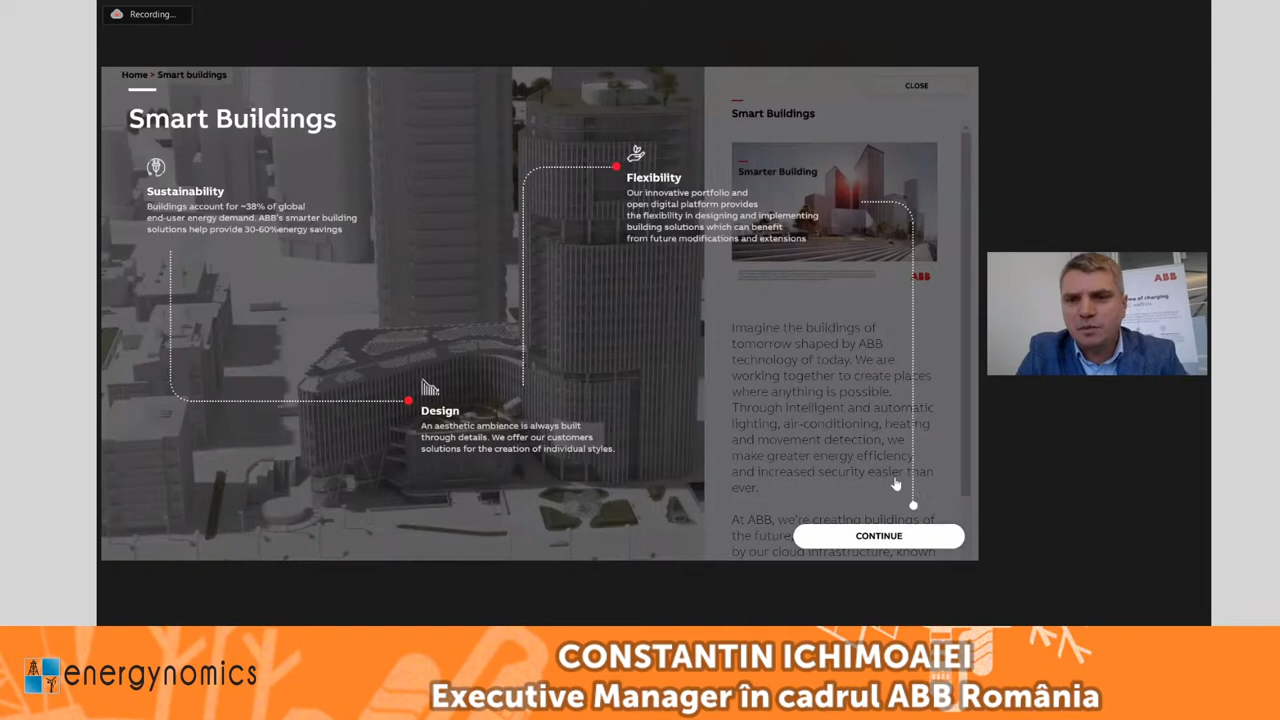 Recording...
Home > Smart buildings
Smart Buildings
Sustainability
Buildings account for ~38% of global
end-user energy demand. ABB's smarter building
solutions help provide 30-60%energy savings
Design
An aesthetic ambience is always built
through details. We offer our customers
solutions for the creation of individual styles.
Flexibility
Our innovative portfolio and
open digital platform provides
the flexibility in designing and implementing
building solutions which can benefit
from future modifications and extensions
CLOSE
Smart Buildings
Smarter Building
ABB
Imagine the buildings of
tomorrow shaped by ABB
technology of today. We are
working together to create places
where anything is possible.
Through intelligent and automatic
lighting, air-conditioning, heating
and movement detection, we
make greater energy efficiency
and increased security easier than
ever.
At ABB, we're creating buildings of
the future,
by our cloud infrastructure, known
CONTINUE
ABB
of charging
energynomics
CONSTANTIN ICHIMOAIEI
Executive Manager în cadrul ABB România